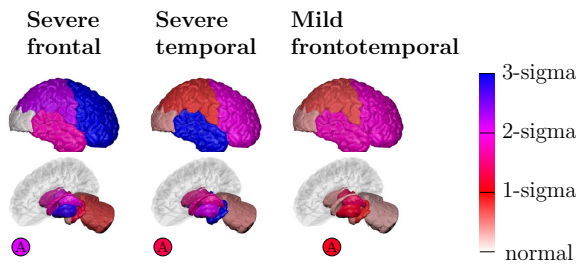 Severe frontal
Severe temporal
Mild frontotemporal
3-sigma
2-sigma
1-sigma
normal
A
A
A